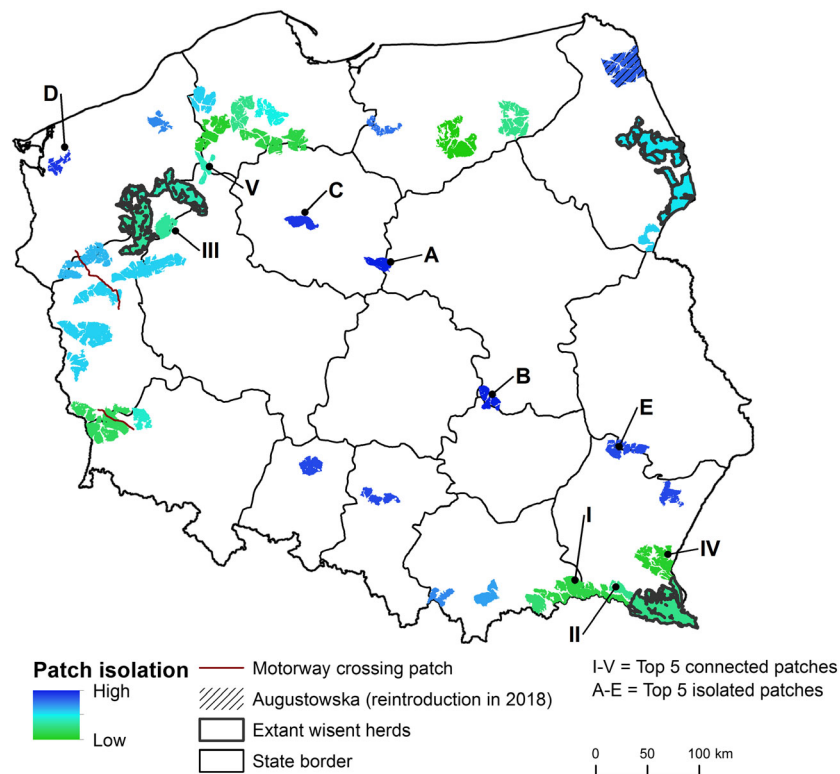 D
V
C
III
A
B
E
I
IV
II
Patch isolation
High
Low
Motorway crossing patch
Augustowska (reintroduction in 2018)
Extant wisent herds
State border
I-V = Top 5 connected patches
A-E = Top 5 isolated patches
0 50 100 km